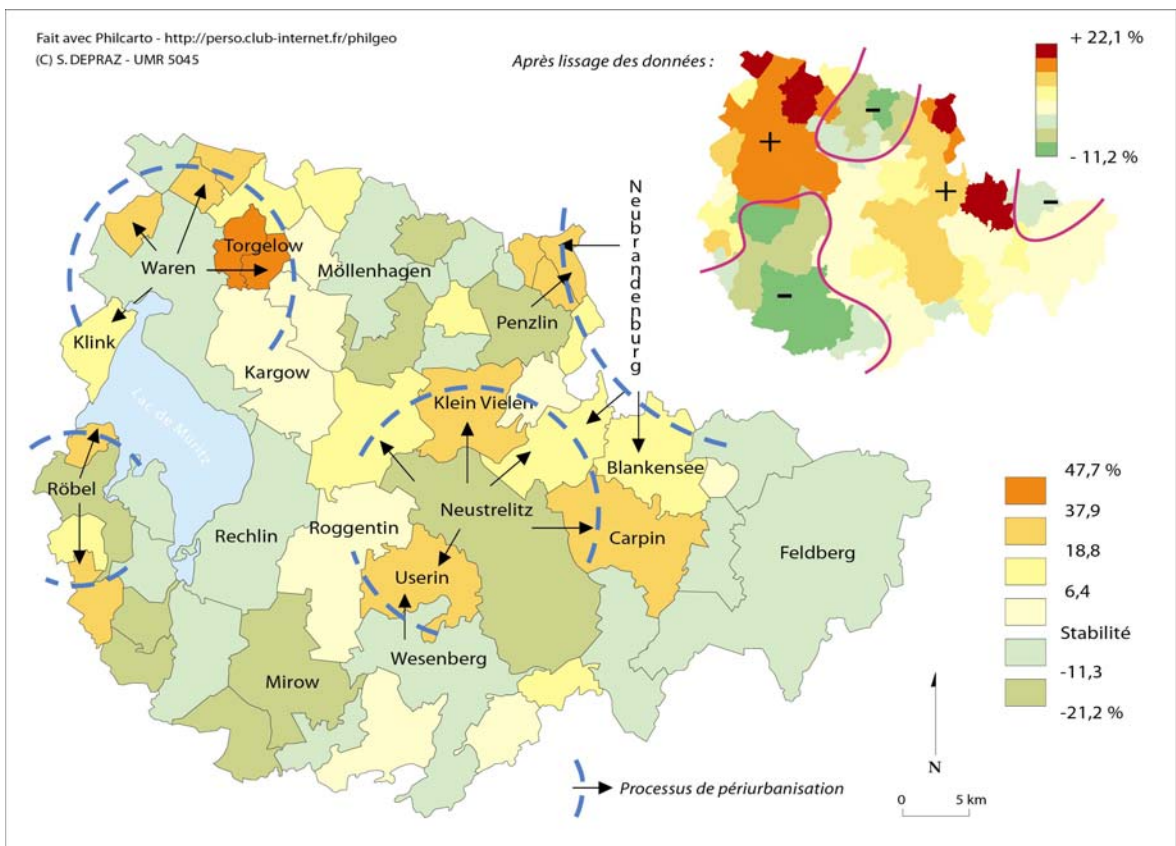 Fait avec Philcarto - http://perso.club-internet.fr/philgeo
(C) S. DEPRAZ - UMR 5045
Après lissage des données :
+ 22,1 %
- 11,2 %
+
-
+
-
-
Neubrandenburg
Torgelow
Waren
Möllenhagen
Klink
Penzlin
Kargow
Lac de Müritz
Klein Vielen
Röbel
Blankensee
Neustrelitz
Rechlin
Roggentin
Carpin
Feldberg
Userin
Wesenberg
Mirow
47,7 %
37,9
18,8
6,4
Stabilité
-11,3
-21,2 %
Processus de périurbanisation
N
0 5 km